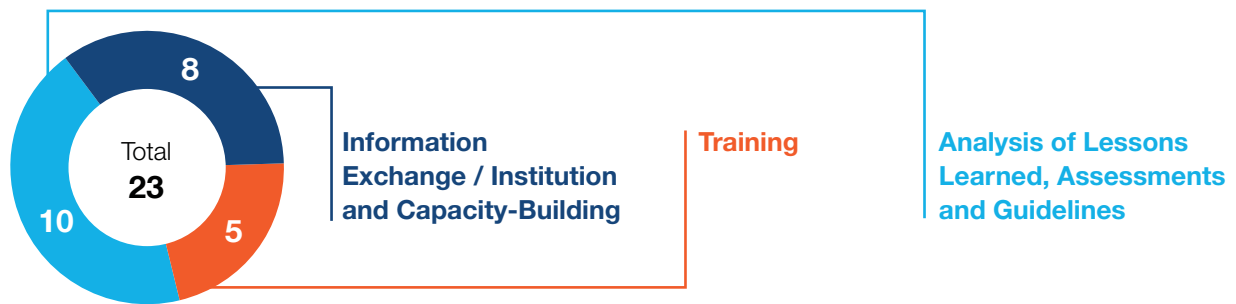 8
Total
23
10
5
Information
Exchange / Institution
and Capacity-Building
Training
Analysis of Lessons
Learned, Assessments
and Guidelines